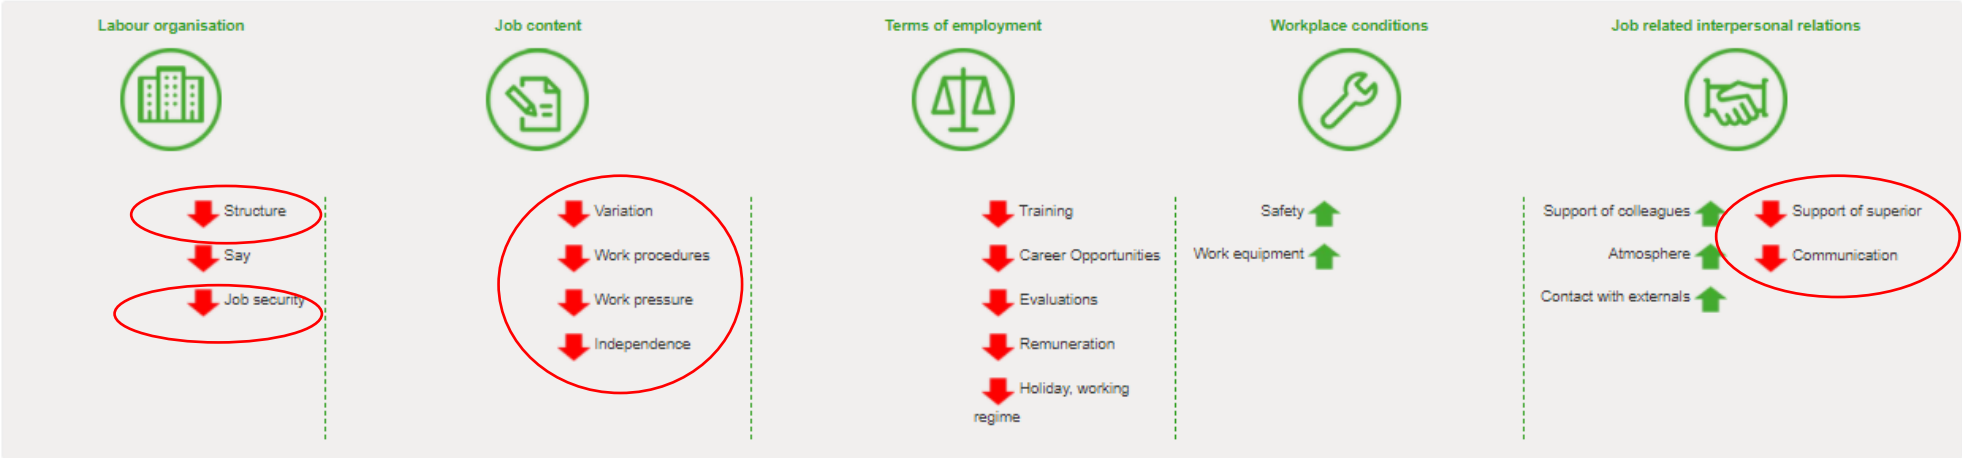 Labour organisation
Structure
Say
Job security
Job content
Variation
Work procedures
Work pressure
Independence
Terms of employment
Training
Career Opportunities
Evaluations
Remuneration
Holiday, working
regime
Workplace conditions
Safety
Work equipment
Job related interpersonal relations
Support of colleagues
Atmosphere
Contact with externals
Support of superior
Communication